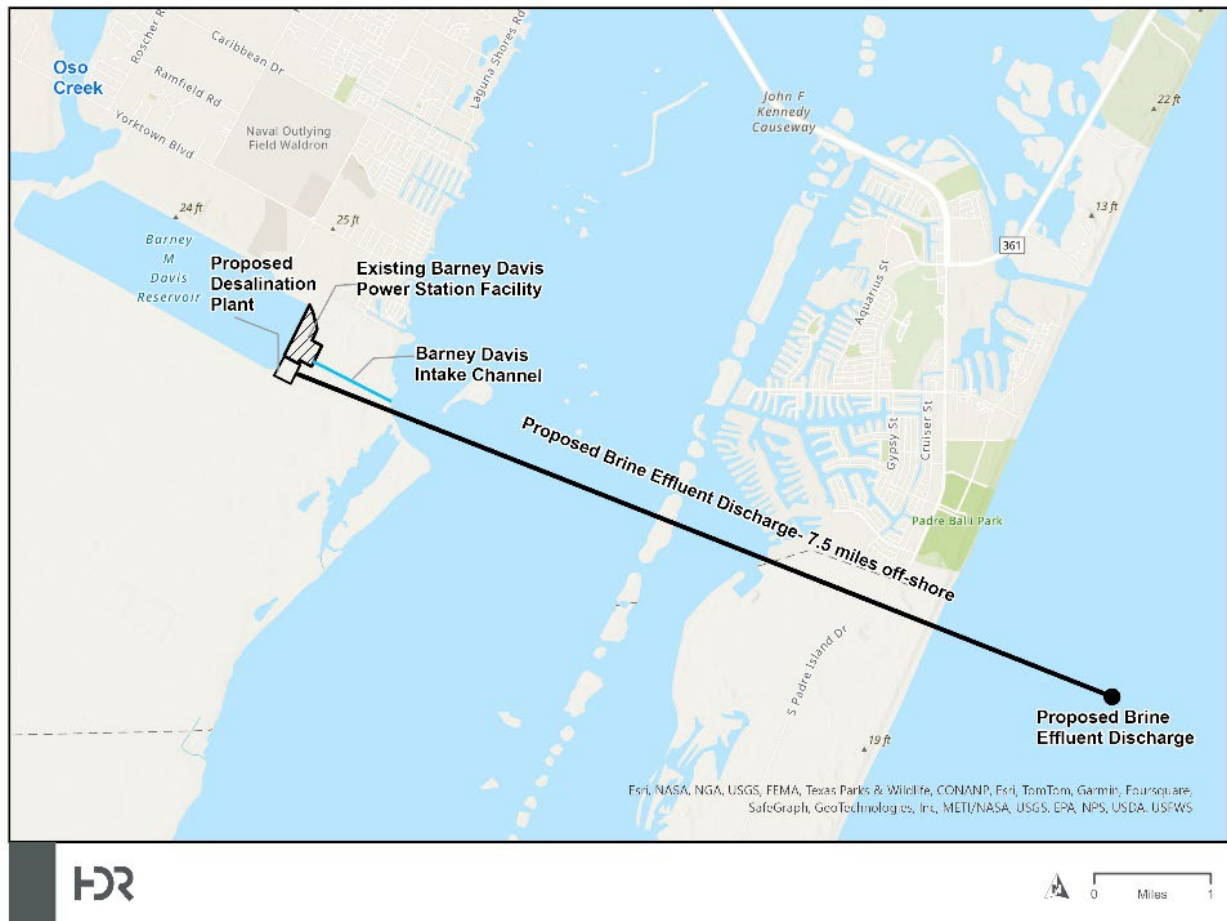 Oso
Creek
Roscher R
Caribbean Dr
Ramfield Rd
Yorktown Blvd
Laguna Shores Rd
Naval Outlying
Field Waldron
John F
Kennedy
Causeway
22 ft
13 ft
361
24 ft
25 ft
Barney
M
Davis
Reservoir
Proposed
Desalination
Plant
Existing Barney Davis
Power Station Facility
Barney Davis
Intake Channel
Aquarius St
Gypsy St
Cruiser St
Padre Balli Park
Proposed Brine Effluent Discharge- 7.5 miles off-shore
S Padre Island Dr
19 ft
Proposed Brine
Effluent Discharge
Esri, NASA, NGA, USGS, FEMA, Texas Parks & Wildlife, CONANP, Esri, TomTom, Garmin, Foursquare,
SafeGraph, GeoTechnologies, Inc, METI/NASA, USGS, EPA, NPS, USDA, USFWS
HDR
N
0 Miles 1